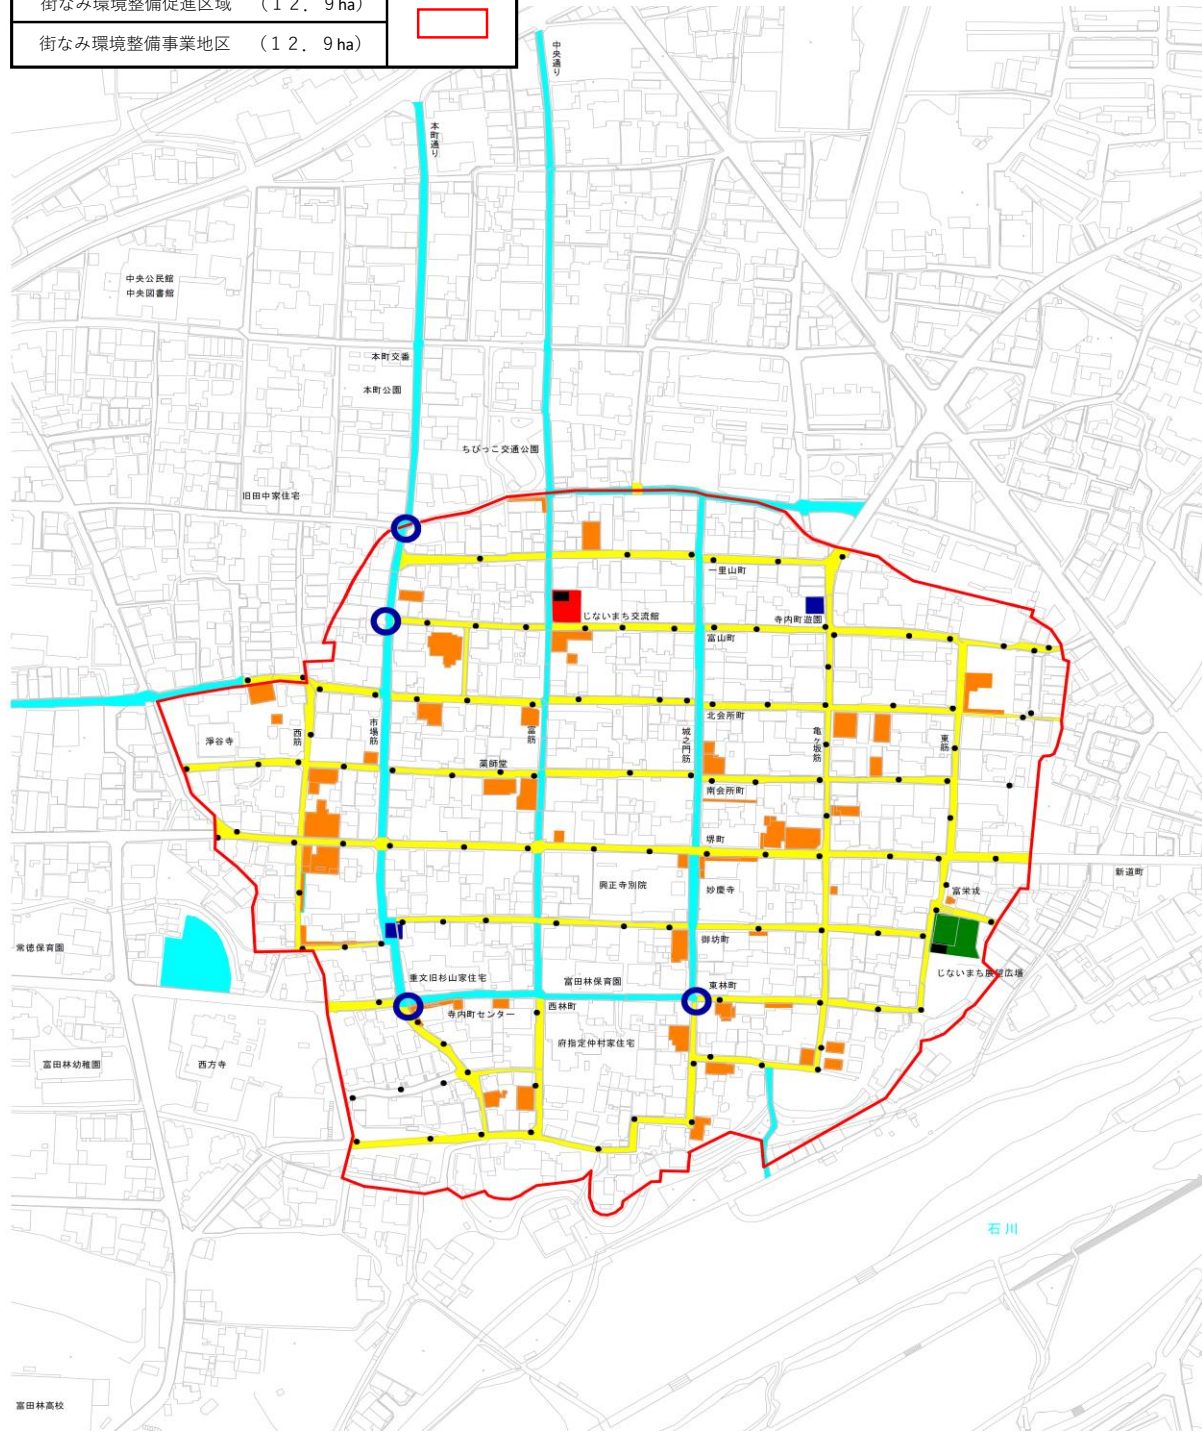 街なみ環境整備促進区域 (12.9ha)
街なみ環境整備事業地区 (12.9ha)
中央通り
本町通り
中央公民館
中央図書館
本町交番
本町公園
ちびっこ交通公園
旧田中家住宅
一里山町
じないまち交流館
寺内町遊園
富山町
北会所町
市場筋
西筋
富筋
城之門筋
亀ヶ坂筋
東筋
浄谷寺
薬師堂
南会所町
堺町
新道町
興正寺別院
妙慶寺
富栄戎
常徳保育園
御坊町
じないまち展望広場
重文旧杉山家住宅
富田林保育園
東林町
寺内町センター
西林町
府指定仲村家住宅
富田林幼稚園
西方寺
石川
富田林高校